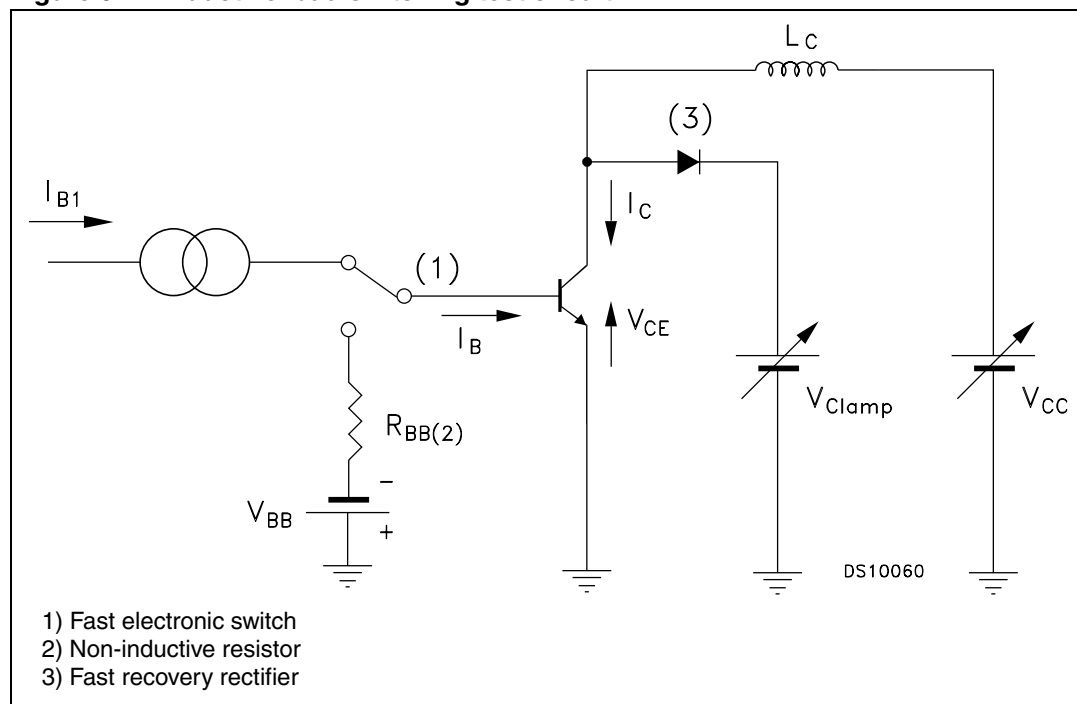 L_C
(3)
I_B1
I_C
(1)
I_B
V_CE
V_Clamp
V_CC
R_BB(2)
-
V_BB
+
DS10060
1) Fast electronic switch
2) Non-inductive resistor
3) Fast recovery rectifier